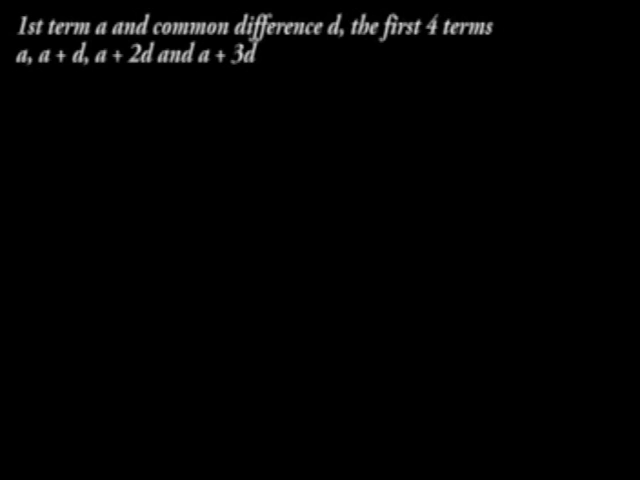 1st term a and common difference d, the first 4 terms
a, a + d, a + 2d and a + 3d